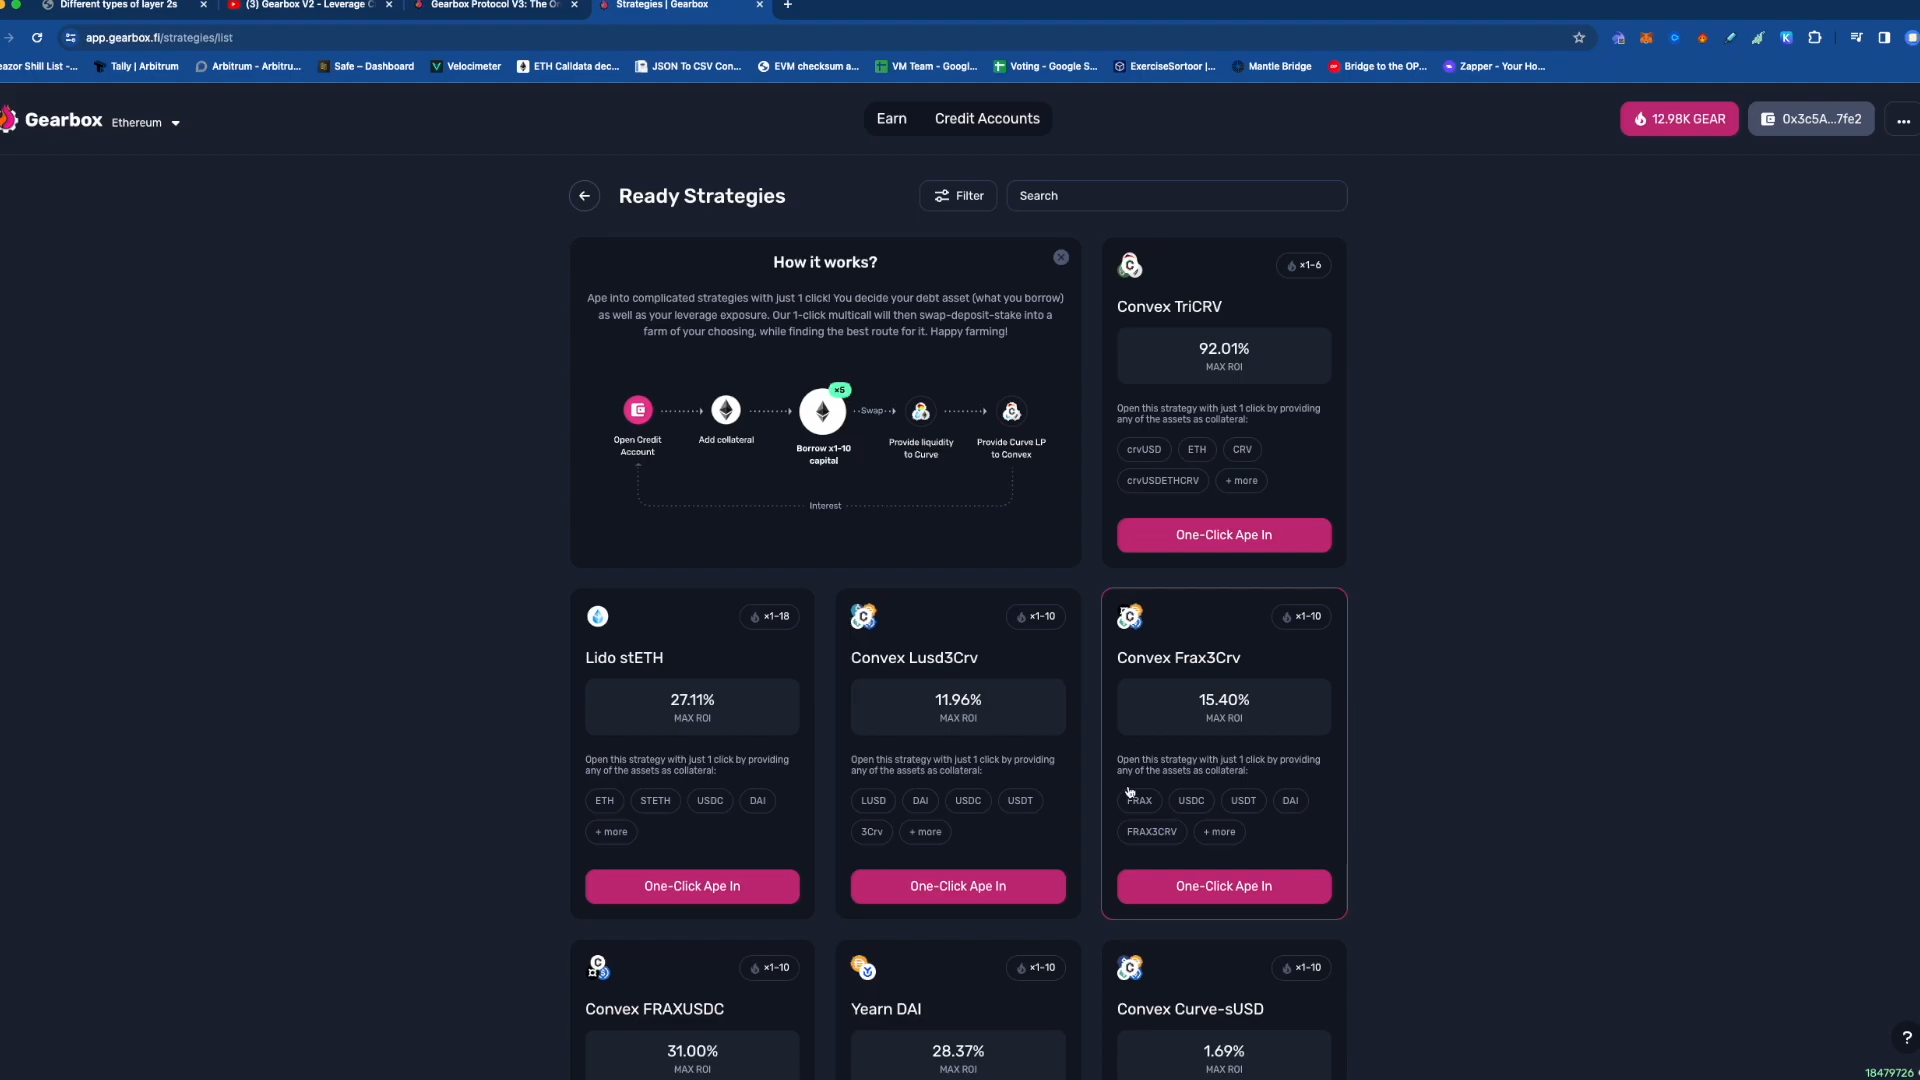 Different types of layer 2s
(3) Gearbox V2 - Leverage C
Gearbox Protocol V3: The On
Strategies | Gearbox
app.gearbox.fi/strategies/list
eazor Shill List -...
Tally | Arbitrum
Arbitrum - Arbitru...
Safe – Dashboard
Velocimeter
ETH Calldata dec...
JSON To CSV Con...
EVM checksum a...
VM Team - Googl...
Voting - Google S...
ExerciseSortoor |...
Mantle Bridge
Bridge to the OP...
Zapper - Your Ho...
Gearbox
Ethereum
Earn
Credit Accounts
12.98K GEAR
0x3c5A...7fe2
Ready Strategies
Filter
Search
How it works?
Ape into complicated strategies with just 1 click! You decide your debt asset (what you borrow)
as well as your leverage exposure. Our 1-click multicall will then swap-deposit-stake into a
farm of your choosing, while finding the best route for it. Happy farming!
x5
Swap
Open Credit
Account
Add collateral
Borrow x1-10
capital
Provide liquidity
to Curve
Provide Curve LP
to Convex
Interest
x1-6
Convex TriCRV
92.01%
MAX ROI
Open this strategy with just 1 click by providing
any of the assets as collateral:
crvUSD
ETH
CRV
crvUSDETHCRV
+ more
One-Click Ape In
x1-18
Lido stETH
27.11%
MAX ROI
Open this strategy with just 1 click by providing
any of the assets as collateral:
ETH
STETH
USDC
DAI
+ more
One-Click Ape In
x1-10
Convex Lusd3Crv
11.96%
MAX ROI
Open this strategy with just 1 click by providing
any of the assets as collateral:
LUSD
DAI
USDC
USDT
3Crv
+ more
One-Click Ape In
x1-10
Convex Frax3Crv
15.40%
MAX ROI
Open this strategy with just 1 click by providing
any of the assets as collateral:
FRAX
USDC
USDT
DAI
FRAX3CRV
+ more
One-Click Ape In
x1-10
Convex FRAXUSDC
31.00%
MAX ROI
x1-10
Yearn DAI
28.37%
MAX ROI
x1-10
Convex Curve-sUSD
1.69%
MAX ROI
?
18479726